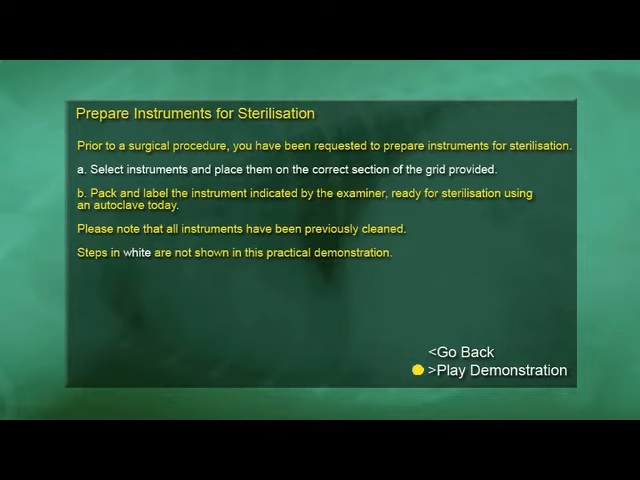 Prepare Instruments for Sterilisation
Prior to a surgical procedure, you have been requested to prepare instruments for sterilisation.
a. Select instruments and place them on the correct section of the grid provided.
b. Pack and label the instrument indicated by the examiner, ready for sterilisation using
an autoclave today.
Please note that all instruments have been previously cleaned.
Steps in white are not shown in this practical demonstration.
<Go Back
>Play Demonstration